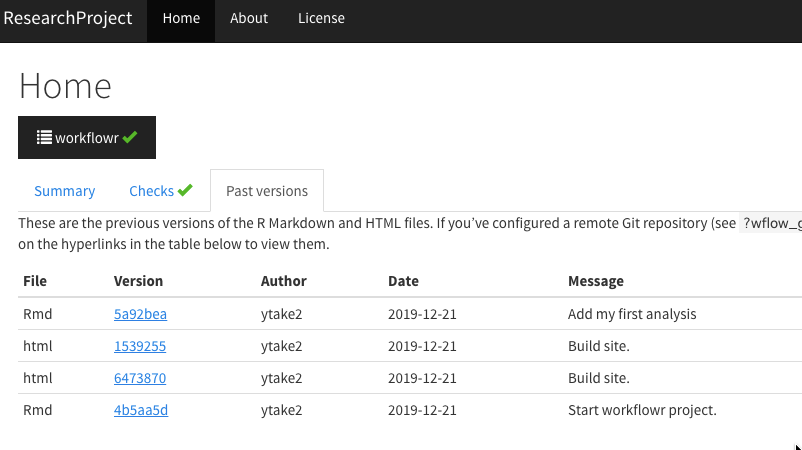 ResearchProject Home About License
Home
workflowr
Summary Checks Past versions
These are the previous versions of the R Markdown and HTML files. If you’ve configured a remote Git repository (see ?wflow_g
on the hyperlinks in the table below to view them.
File Version Author Date Message
Rmd 5a92bea ytake2 2019-12-21 Add my first analysis
html 1539255 ytake2 2019-12-21 Build site.
html 6473870 ytake2 2019-12-21 Build site.
Rmd 4b5aa5d ytake2 2019-12-21 Start workflowr project.